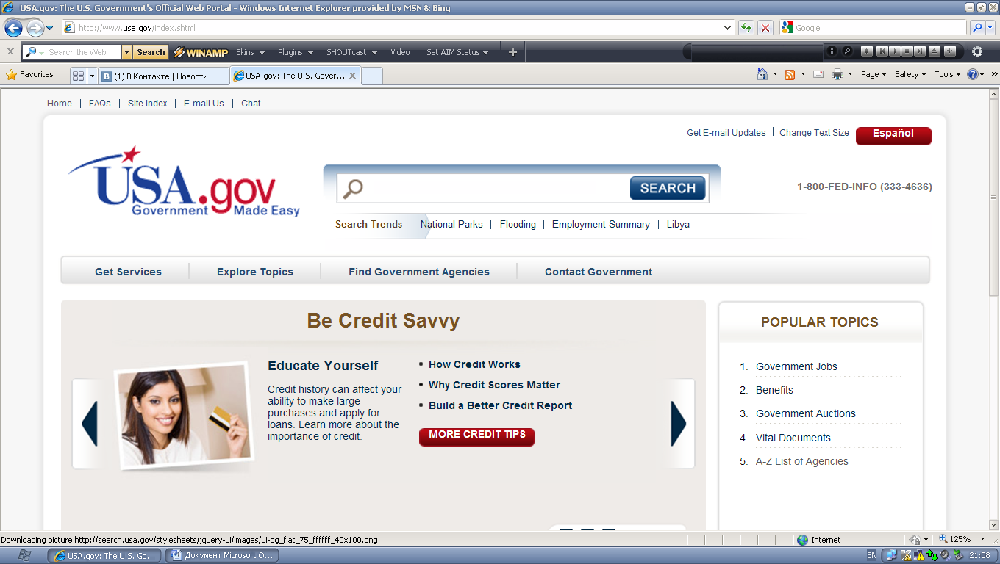 USA.gov: The U.S. Government's Official Web Portal - Windows Internet Explorer provided by MSN & Bing
http://www.usa.gov/index.shtml
Google
Search the Web Search WINAMP Skins Plugins SHOUTcast Video Set AIM Status
Favorites (1) В Контакте | Новости USA.gov: The U.S. Gover... Page Safety Tools
Home | FAQs | Site Index | E-mail Us | Chat
Get E-mail Updates | Change Text Size Español
USA.gov
Government Made Easy
SEARCH
1-800-FED-INFO (333-4636)
Search Trends National Parks | Flooding | Employment Summary | Libya
Get Services Explore Topics Find Government Agencies Contact Government
Be Credit Savvy
Educate Yourself
Credit history can affect your
ability to make large
purchases and apply for
loans. Learn more about the
importance of credit.
• How Credit Works
• Why Credit Scores Matter
• Build a Better Credit Report
MORE CREDIT TIPS
POPULAR TOPICS
1. Government Jobs
2. Benefits
3. Government Auctions
4. Vital Documents
5. A-Z List of Agencies
Downloading picture http://search.usa.gov/stylesheets/jquery-ui/images/ui-bg_flat_75_ffffff_40x100.png... Internet 125%
USA.gov: The U.S. Go... Документ Microsoft O... EN 21:08